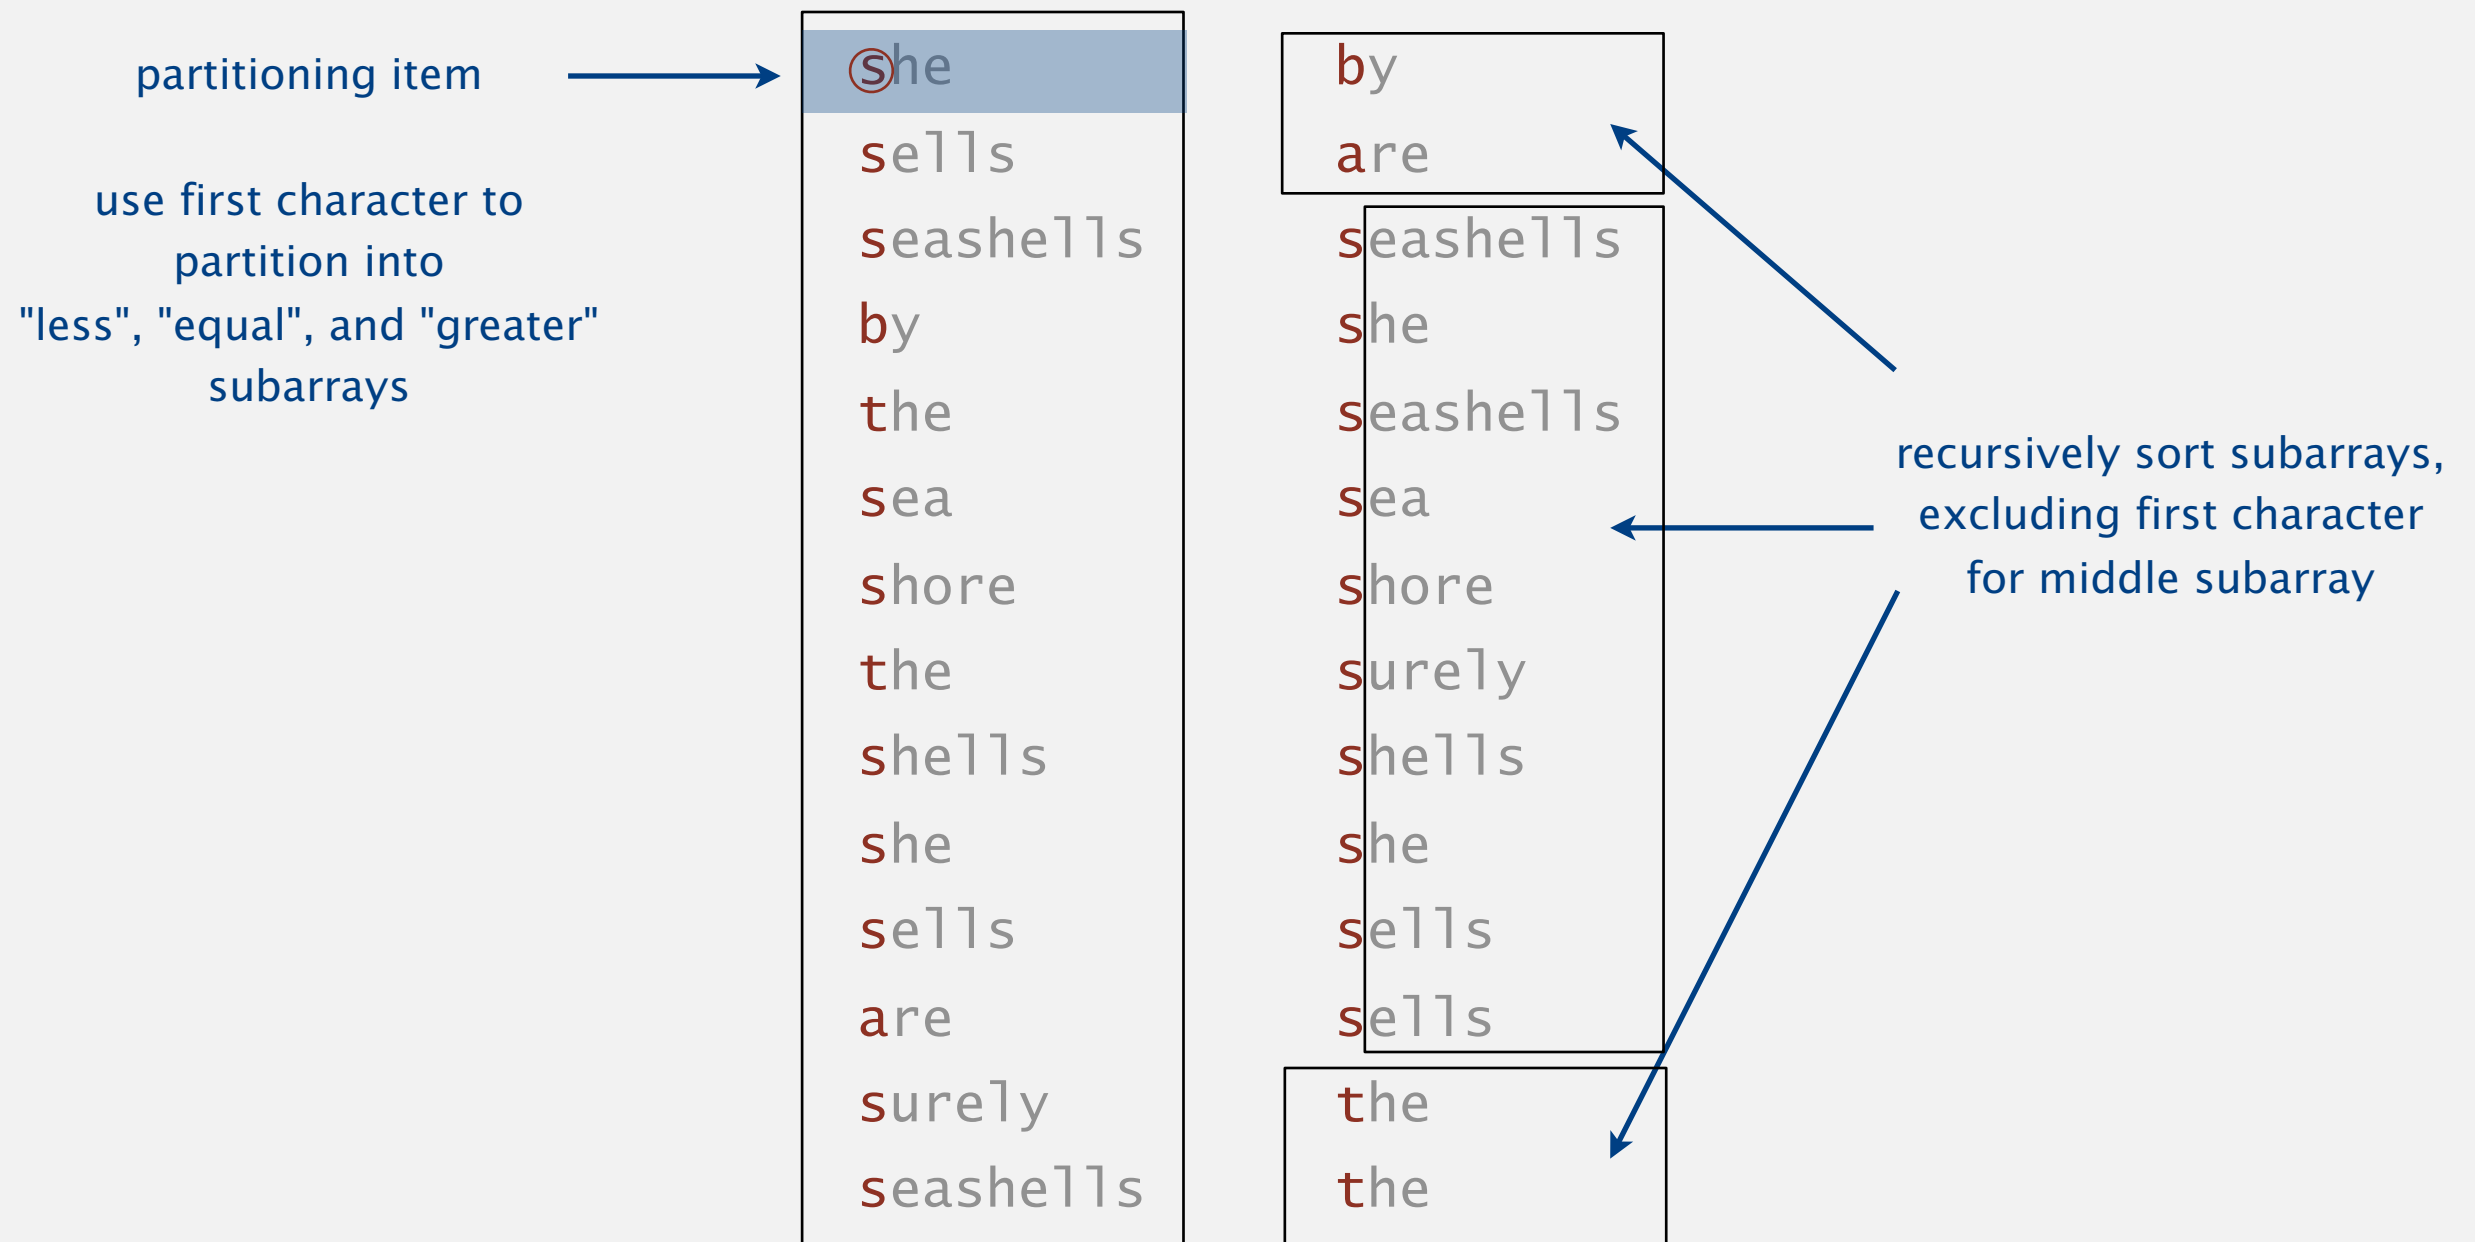 partitioning item
use first character to
partition into
"less", "equal", and "greater"
subarrays
she
sells
seashells
by
the
sea
shore
the
shells
she
sells
are
surely
seashells
by
are
seashells
she
seashells
sea
shore
surely
shells
she
sells
sells
the
the
recursively sort subarrays,
excluding first character
for middle subarray